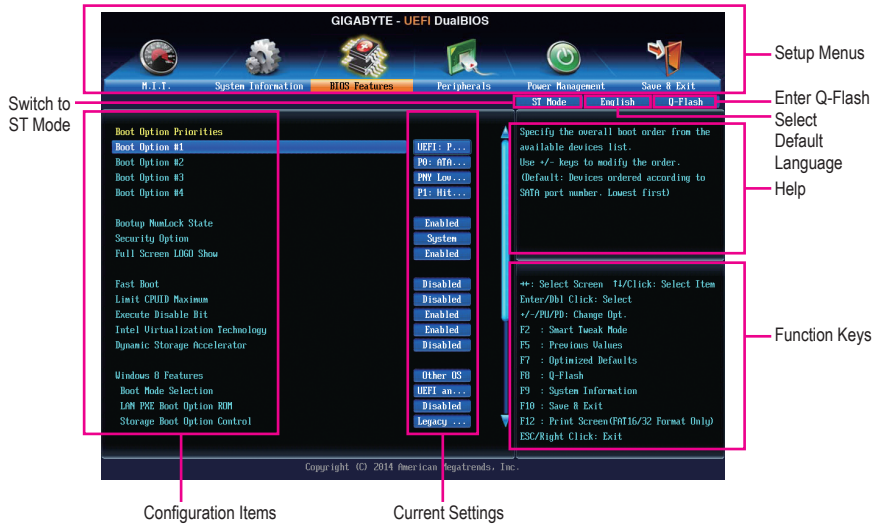 GIGABYTE - UEFI DualBIOS
Setup Menus
M.I.T. System Information BIOS Features Peripherals Power Management Save & Exit
Switch to
ST Mode
ST Mode English Q-Flash
Enter Q-Flash
Select
Default
Language
Boot Option Priorities
Boot Option #1 UEFI: P...
Boot Option #2 P0: ATA...
Boot Option #3 PNY Lov...
Boot Option #4 P1: Hit...
Bootup NumLock State Enabled
Security Option System
Full Screen LOGO Show Enabled
Fast Boot Disabled
Limit CPUID Maximum Disabled
Execute Disable Bit Enabled
Intel Virtualization Technology Enabled
Dynamic Storage Accelerator Disabled
Windows 8 Features Other OS
Boot Mode Selection UEFI an...
LAN PXE Boot Option ROM Disabled
Storage Boot Option Control Legacy ...
Specify the overall boot order from the
available devices list.
Use +/- keys to modify the order.
(Default: Devices ordered according to
SATA port number. Lowest first)
Help
→←: Select Screen ↑↓/Click: Select Item
Enter/Dbl Click: Select
+/-/PU/PD: Change Opt.
F2 : Smart Tweak Mode
F5 : Previous Values
F7 : Optimized Defaults
F8 : Q-Flash
F9 : System Information
F10 : Save & Exit
F12 : Print Screen(FAT16/32 Format Only)
ESC/Right Click: Exit
Function Keys
Copyright (C) 2014 American Megatrends, Inc.
Configuration Items
Current Settings